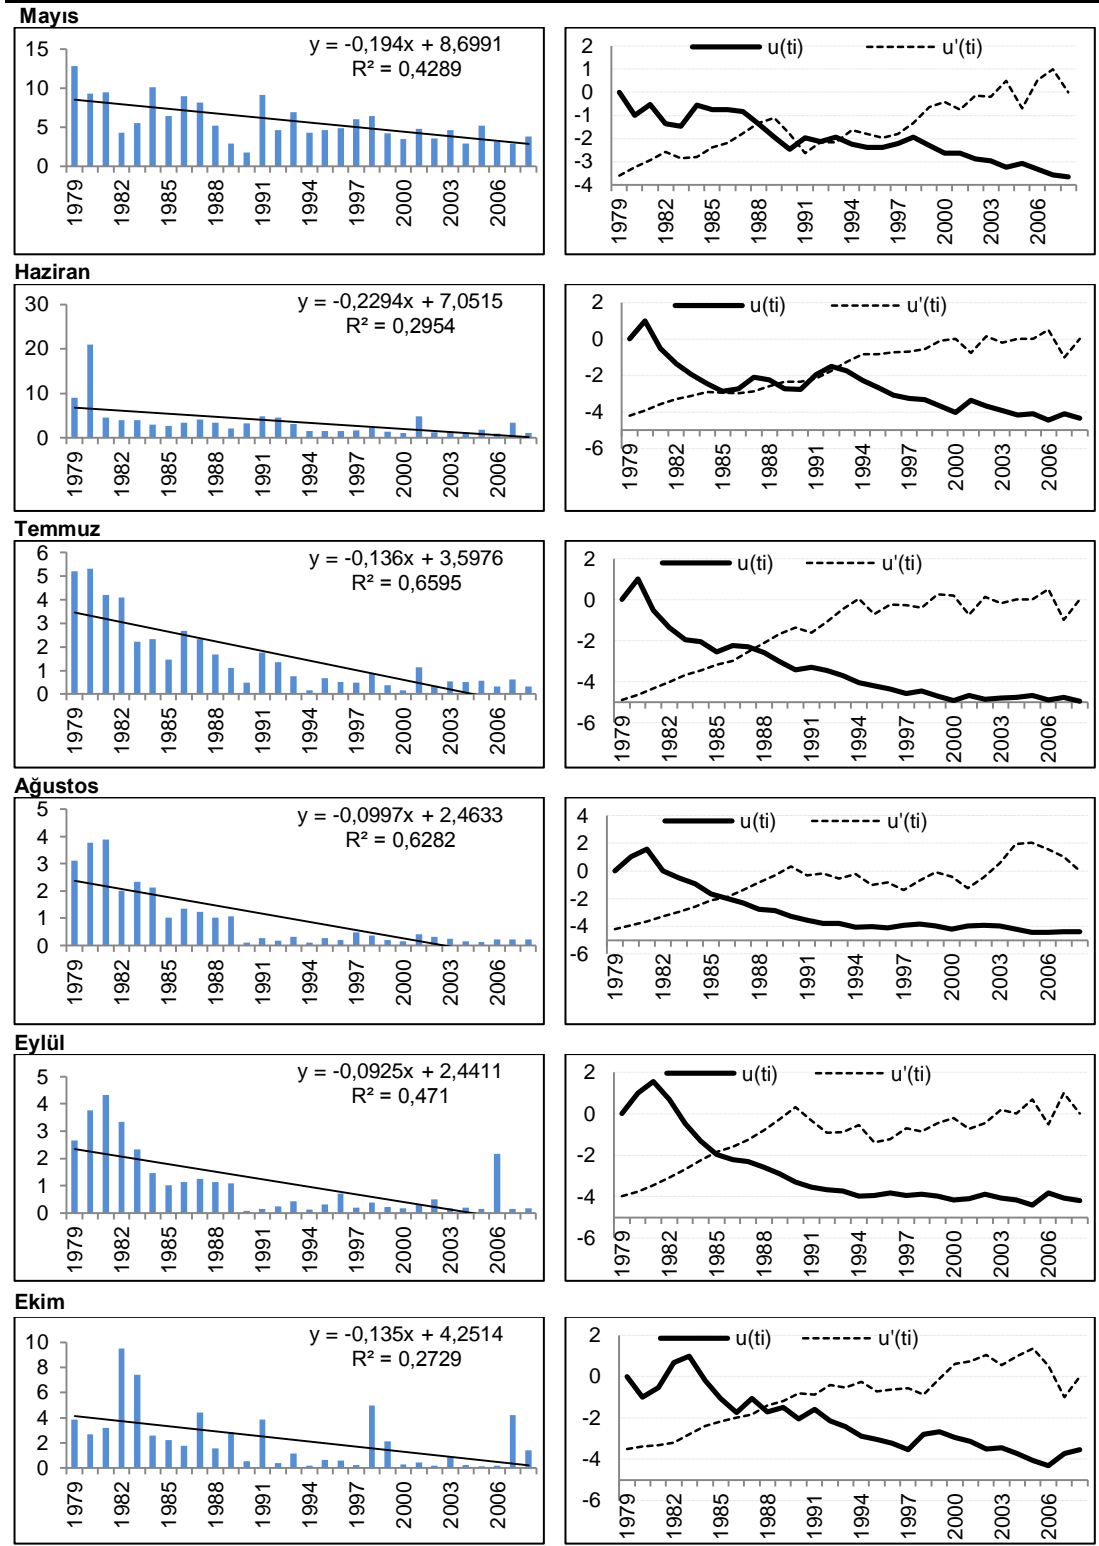 Mayıs
y = -0,194x + 8,6991
R² = 0,4289
15
10
5
0
1979 1982 1985 1988 1991 1994 1997 2000 2003 2006
u(ti) u'(ti)
2
1
0
-1
-2
-3
-4
1979 1982 1985 1988 1991 1994 1997 2000 2003 2006
Haziran
y = -0,2294x + 7,0515
R² = 0,2954
30
20
10
0
1979 1982 1985 1988 1991 1994 1997 2000 2003 2006
u(ti) u'(ti)
2
0
-2
-4
-6
1979 1982 1985 1988 1991 1994 1997 2000 2003 2006
Temmuz
y = -0,136x + 3,5976
R² = 0,6595
6
5
4
3
2
1
0
1979 1982 1985 1988 1991 1994 1997 2000 2003 2006
u(ti) u'(ti)
2
0
-2
-4
-6
1979 1982 1985 1988 1991 1994 1997 2000 2003 2006
Ağustos
y = -0,0997x + 2,4633
R² = 0,6282
5
4
3
2
1
0
1979 1982 1985 1988 1991 1994 1997 2000 2003 2006
u(ti) u'(ti)
4
2
0
-2
-4
-6
1979 1982 1985 1988 1991 1994 1997 2000 2003 2006
Eylül
y = -0,0925x + 2,4411
R² = 0,471
5
4
3
2
1
0
1979 1982 1985 1988 1991 1994 1997 2000 2003 2006
u(ti) u'(ti)
2
0
-2
-4
-6
1979 1982 1985 1988 1991 1994 1997 2000 2003 2006
Ekim
y = -0,135x + 4,2514
R² = 0,2729
10
8
6
4
2
0
1979 1982 1985 1988 1991 1994 1997 2000 2003 2006
u(ti) u'(ti)
2
0
-2
-4
-6
1979 1982 1985 1988 1991 1994 1997 2000 2003 2006